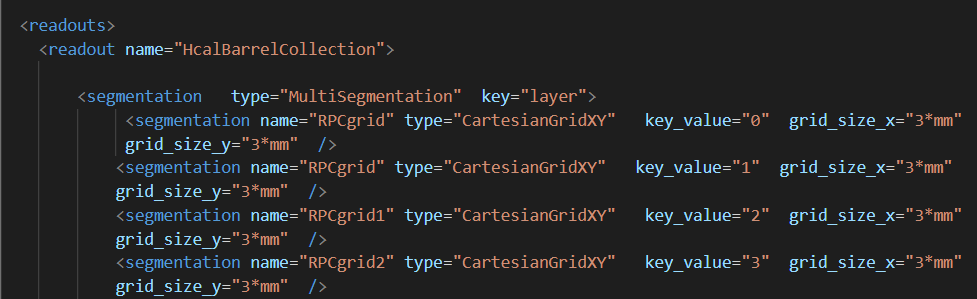 <readouts>
<readout name="HcalBarrelCollection">
<segmentation type="MultiSegmentation" key="layer">
<segmentation name="RPCgrid" type="CartesianGridXY" key_value="0" grid_size_x="3*mm"
grid_size_y="3*mm" />
<segmentation name="RPCgrid" type="CartesianGridXY" key_value="1" grid_size_x="3*mm"
grid_size_y="3*mm" />
<segmentation name="RPCgrid1" type="CartesianGridXY" key_value="2" grid_size_x="3*mm"
grid_size_y="3*mm" />
<segmentation name="RPCgrid2" type="CartesianGridXY" key_value="3" grid_size_x="3*mm"
grid_size_y="3*mm" />